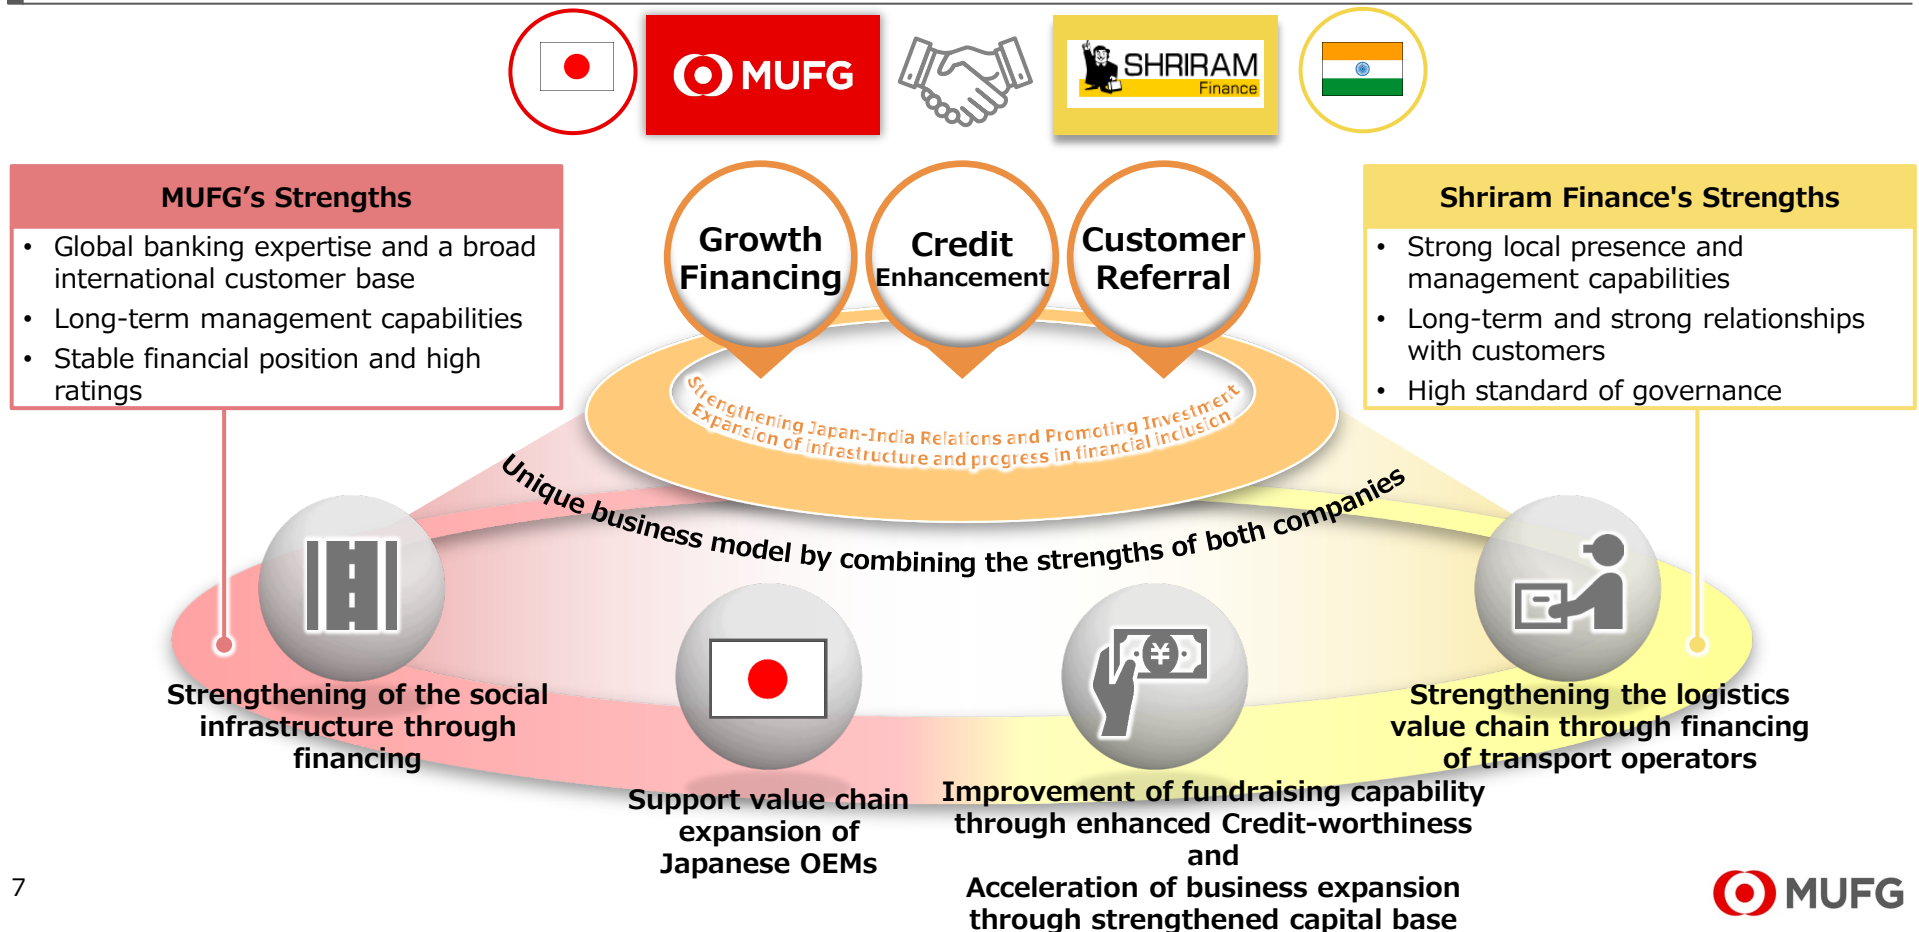 MUFG
SHRIRAM
Finance
MUFG's Strengths
• Global banking expertise and a broad
international customer base
• Long-term management capabilities
• Stable financial position and high
ratings
Growth
Financing
Credit
Enhancement
Customer
Referral
Shriram Finance's Strengths
• Strong local presence and
management capabilities
• Long-term and strong relationships
with customers
• High standard of governance
Strengthening Japan-India Relations and Promoting Investment
Expansion of infrastructure and progress in financial inclusion
Unique business model by combining the strengths of both companies
¥
Strengthening of the social
infrastructure through
financing
Support value chain
expansion of
Japanese OEMs
Improvement of fundraising capability
through enhanced Credit-worthiness
and
Acceleration of business expansion
through strengthened capital base
Strengthening the logistics
value chain through financing
of transport operators
7
MUFG